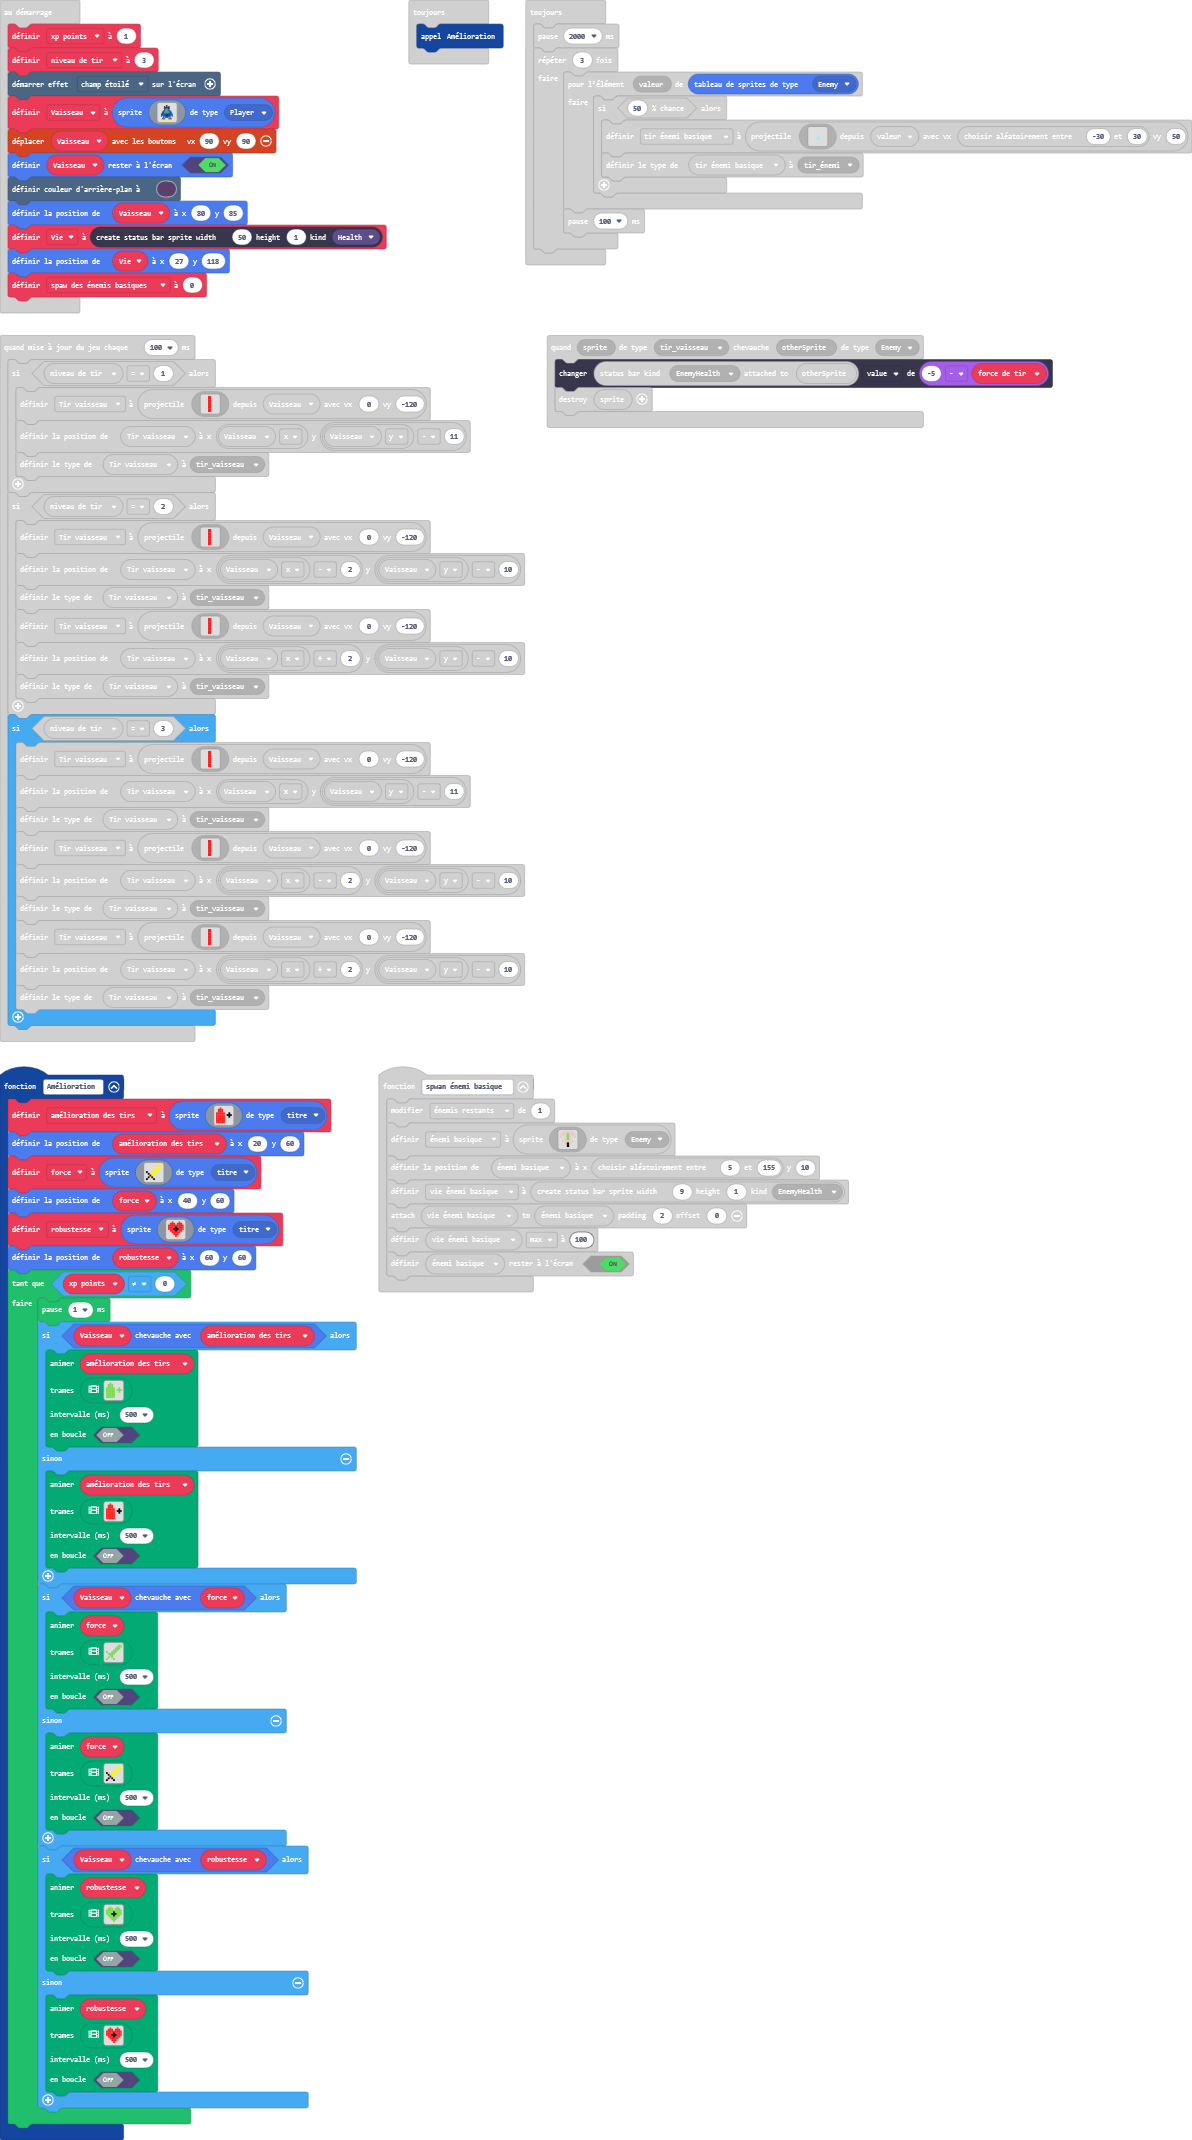 au démarrage
définir xp points à 1
définir niveau de tir à 3
démarrer effet champ étoilé sur l'écran
définir Vaisseau à sprite de type Player
déplacer Vaisseau avec les boutons vx 90 vy 90
définir Vaisseau rester à l'écran ON
définir couleur d'arrière-plan à
définir la position de Vaisseau à x 80 y 85
définir Vie à create status bar sprite width 50 height 1 kind Health
définir la position de Vie à x 27 y 118
définir spaw des énemis basiques à 0
toujours
appel Amélioration
toujours
pause 2000 ms
répéter 3 fois
faire pour l'élément valeur de tableau de sprites de type Enemy
faire si 50 % chance alors
définir tir énemi basique à projectile depuis valeur avec vx choisir aléatoirement entre -30 et 30 vy 50
définir le type de tir énemi basique à tir_énemi
pause 100 ms
quand mise à jour du jeu chaque 100 ms
si niveau de tir = 1 alors
définir Tir vaisseau à projectile depuis Vaisseau avec vx 0 vy -120
définir la position de Tir vaisseau à x Vaisseau x y Vaisseau y - 11
définir le type de Tir vaisseau à tir_vaisseau
si niveau de tir = 2 alors
définir Tir vaisseau à projectile depuis Vaisseau avec vx 0 vy -120
définir la position de Tir vaisseau à x Vaisseau x - 2 y Vaisseau y - 10
définir le type de Tir vaisseau à tir_vaisseau
définir Tir vaisseau à projectile depuis Vaisseau avec vx 0 vy -120
définir la position de Tir vaisseau à x Vaisseau x + 2 y Vaisseau y - 10
définir le type de Tir vaisseau à tir_vaisseau
si niveau de tir = 3 alors
définir Tir vaisseau à projectile depuis Vaisseau avec vx 0 vy -120
définir la position de Tir vaisseau à x Vaisseau x y Vaisseau y - 11
définir le type de Tir vaisseau à tir_vaisseau
définir Tir vaisseau à projectile depuis Vaisseau avec vx 0 vy -120
définir la position de Tir vaisseau à x Vaisseau x - 2 y Vaisseau y - 10
définir le type de Tir vaisseau à tir_vaisseau
définir Tir vaisseau à projectile depuis Vaisseau avec vx 0 vy -120
définir la position de Tir vaisseau à x Vaisseau x + 2 y Vaisseau y - 10
définir le type de Tir vaisseau à tir_vaisseau
quand sprite de type tir_vaisseau chevauche otherSprite de type Enemy
changer status bar kind EnemyHealth attached to otherSprite value de -5 - force de tir
destroy sprite
fonction Amélioration
définir amélioration des tirs à sprite de type titre
définir la position de amélioration des tirs à x 20 y 60
définir force à sprite de type titre
définir la position de force à x 40 y 60
définir robustesse à sprite de type titre
définir la position de robustesse à x 60 y 60
tant que xp points ≠ 0
faire pause 1 ms
si Vaisseau chevauche avec amélioration des tirs alors
animer amélioration des tirs
trames
intervalle (ms) 500
en boucle OFF
sinon
animer amélioration des tirs
trames
intervalle (ms) 500
en boucle OFF
si Vaisseau chevauche avec force alors
animer force
trames
intervalle (ms) 500
en boucle OFF
sinon
animer force
trames
intervalle (ms) 500
en boucle OFF
si Vaisseau chevauche avec robustesse alors
animer robustesse
trames
intervalle (ms) 500
en boucle OFF
sinon
animer robustesse
trames
intervalle (ms) 500
en boucle OFF
fonction spwan énemi basique
modifier énemis restants de 1
définir énemi basique à sprite de type Enemy
définir la position de énemi basique à x choisir aléatoirement entre 5 et 155 y 10
définir vie énemi basique à create status bar sprite width 9 height 1 kind EnemyHealth
attach vie énemi basique to énemi basique padding 2 offset 0
définir vie énemi basique max à 100
définir énemi basique rester à l'écran ON